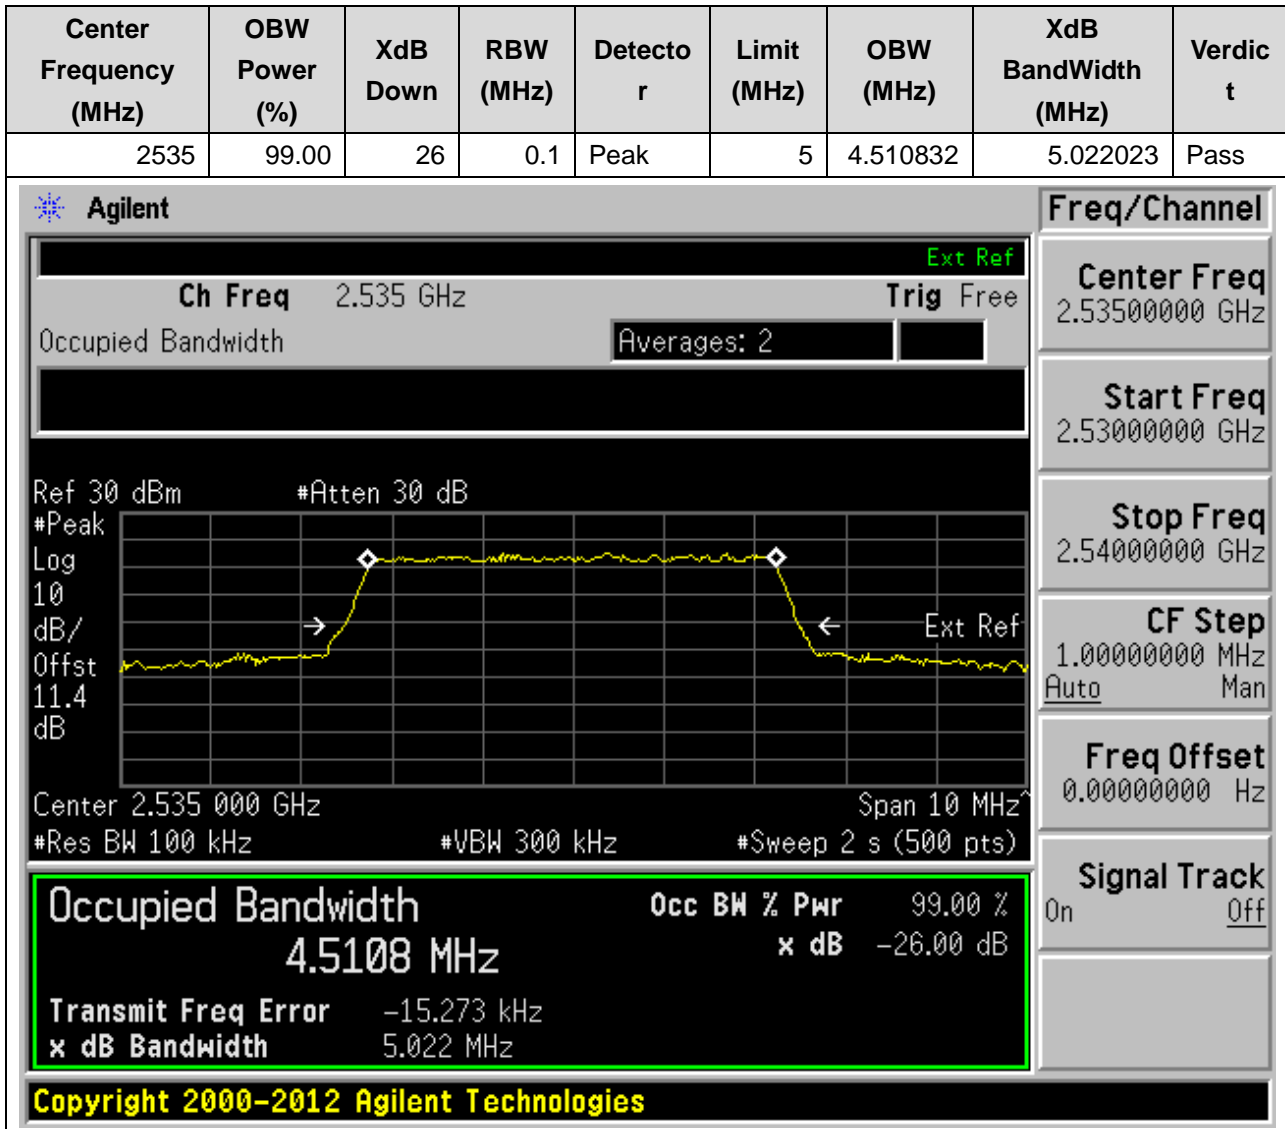 Center Frequency (MHz) OBW Power (%) XdB Down RBW (MHz) Detecto r Limit (MHz) OBW (MHz) XdB BandWidth (MHz) Verdic t
2535 99.00 26 0.1 Peak 5 4.510832 5.022023 Pass
Agilent
Freq/Channel
Ext Ref
Ch Freq 2.535 GHz Trig Free
Occupied Bandwidth Averages: 2
Center Freq
2.53500000 GHz
Start Freq
2.53000000 GHz
Stop Freq
2.54000000 GHz
CF Step
1.00000000 MHz
Auto Man
Freq Offset
0.00000000 Hz
Signal Track
On Off
Ref 30 dBm #Atten 30 dB
#Peak
Log
10
dB/
Offst
11.4
dB
Ext Ref
Center 2.535 000 GHz Span 10 MHz^
#Res BW 100 kHz #VBW 300 kHz #Sweep 2 s (500 pts)
Occupied Bandwidth
4.5108 MHz
Occ BW % Pwr 99.00 %
x dB -26.00 dB
Transmit Freq Error -15.273 kHz
x dB Bandwidth 5.022 MHz
Copyright 2000-2012 Agilent Technologies